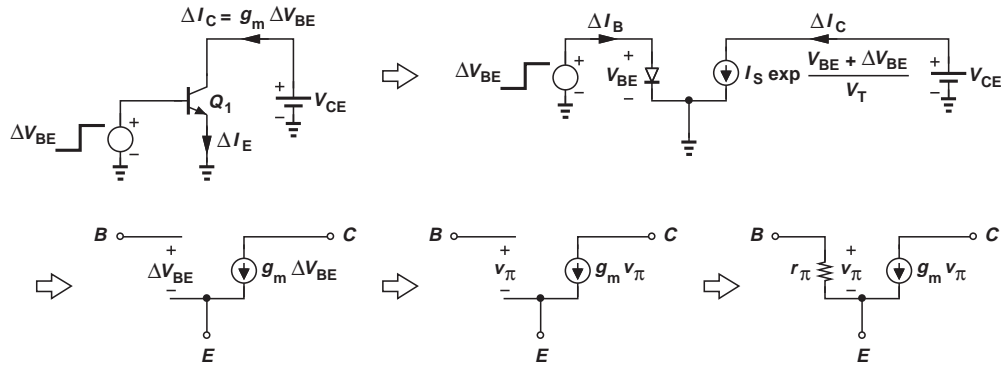 ΔI_C = g_m ΔV_BE
ΔV_BE
+
−
Q_1
ΔI_E
+
−
V_CE
ΔV_BE
ΔI_B
+
−
+
V_BE
−
I_S exp (V_BE + ΔV_BE) / V_T
ΔI_C
+
−
V_CE
B
+
ΔV_BE
−
g_m ΔV_BE
C
E
B
+
v_π
−
g_m v_π
C
E
B
r_π
+
v_π
−
g_m v_π
C
E